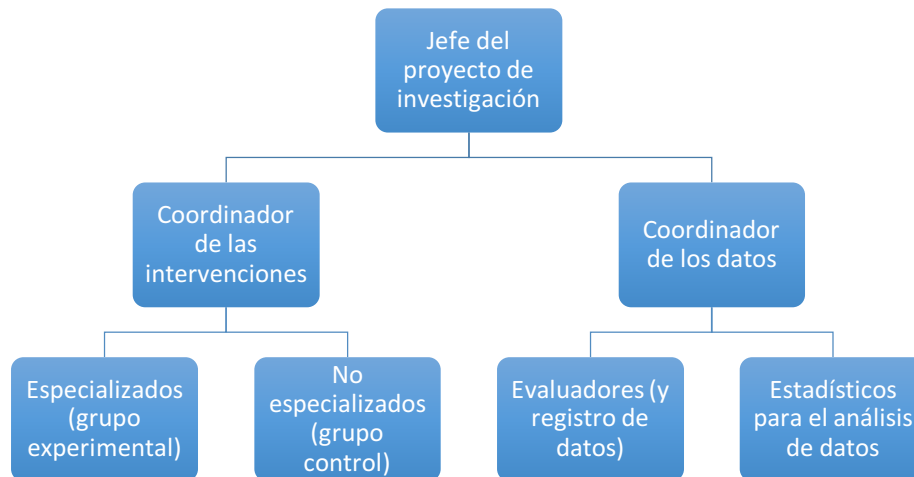 Jefe del
proyecto de
investigación
Coordinador
de las
intervenciones
Coordinador
de los datos
Especializados
(grupo
experimental)
No
especializados
(grupo
control)
Evaluadores (y
registro de
datos)
Estadísticos
para el análisis
de datos